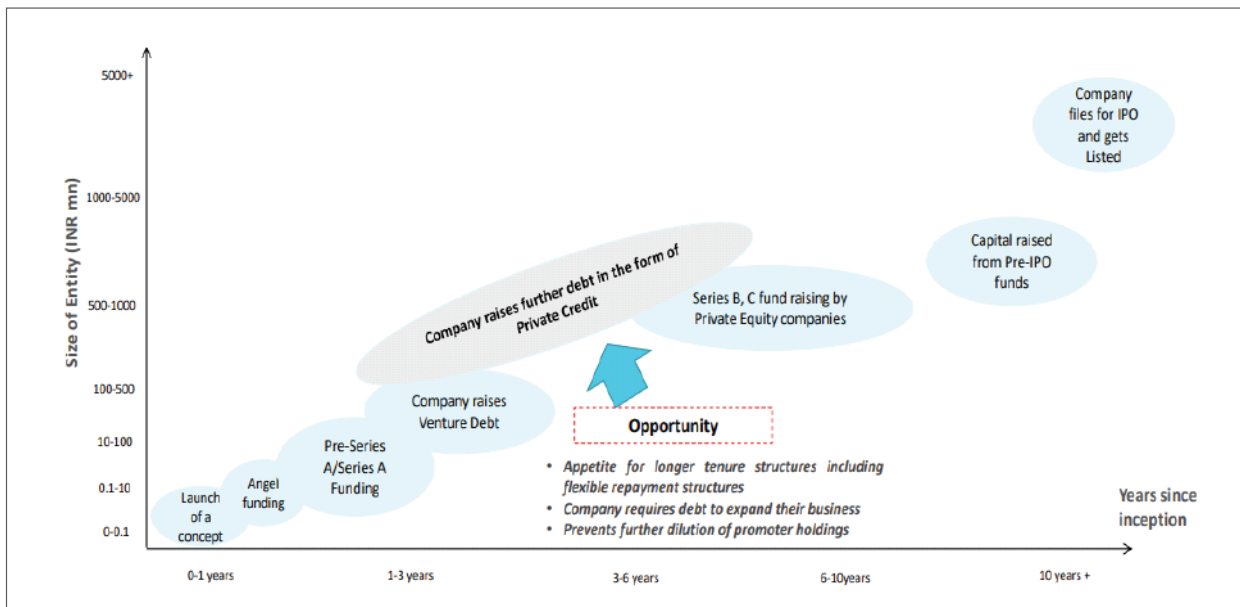 Size of Entity (INR mn)
5000+
1000-5000
500-1000
100-500
10-100
0.1-10
0-0.1
Company
files for IPO
and gets
Listed
Capital raised
from Pre-IPO
funds
Company raises further debt in the form of
Private Credit
Series B, C fund raising by
Private Equity companies
Company raises
Venture Debt
Pre-Series
A/Series A
Funding
Angel
funding
Launch
of a
concept
Opportunity
• Appetite for longer tenure structures including
flexible repayment structures
• Company requires debt to expand their business
• Prevents further dilution of promoter holdings
Years since
inception
0-1 years
1-3 years
3-6 years
6-10years
10 years +